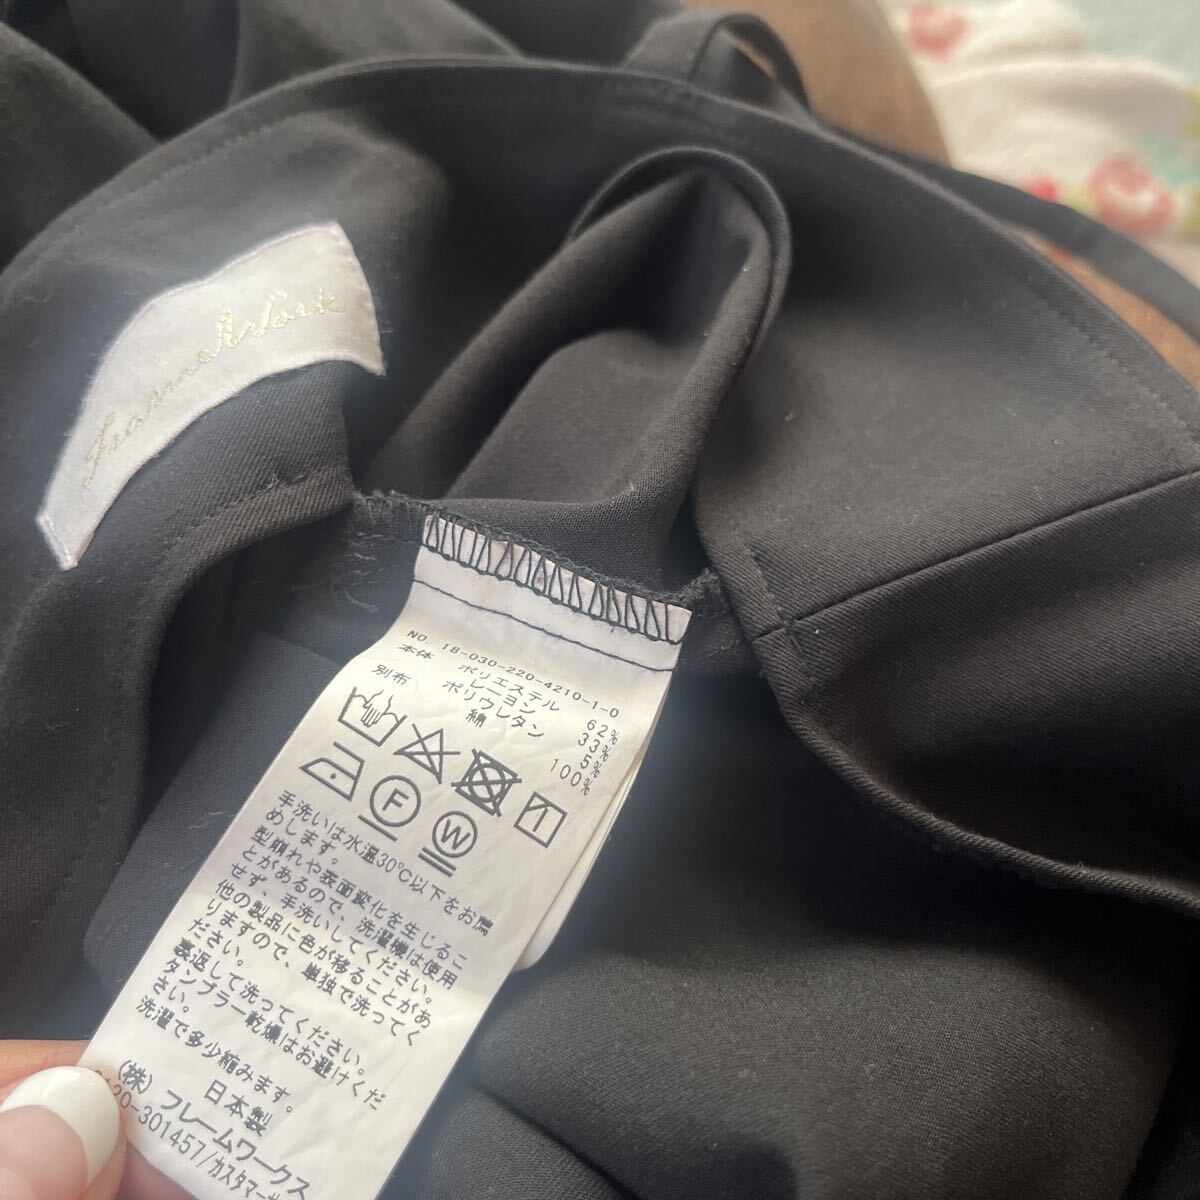 FrameWork
NO. 18-030-220-4210-1-0
本体 ポリエステル 62%
レーヨン 33%
ポリウレタン 5%
別布 綿 100%
F
W
手洗いは水温30℃以下をお薦
めします。
型崩れや表面変化を生じるこ
とがあるので、洗濯機は使用
せず、手洗いしてください。
他の製品に色が移ることがあ
りますので、単独で洗ってく
ださい。
裏返して洗ってください。
タンブラー乾燥はお避けくだ
さい。
洗濯で多少縮みます。
日本製
(株) フレームワークス
120-301457/カスタマー